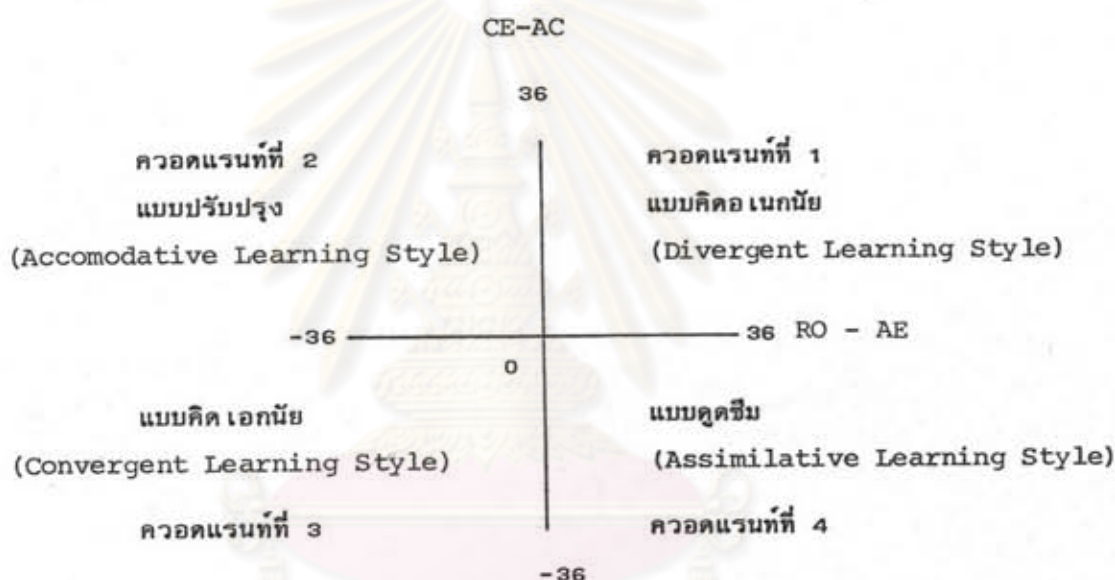 CE-AC
36
ควอดแรนท์ที่ 2
แบบปรับปรุง
(Accomodative Learning Style)
ควอดแรนท์ที่ 1
แบบคิดอเนกนัย
(Divergent Learning Style)
-36
36 RO - AE
0
แบบคิดเอกนัย
(Convergent Learning Style)
ควอดแรนท์ที่ 3
แบบดูดซึม
(Assimilative Learning Style)
ควอดแรนท์ที่ 4
-36